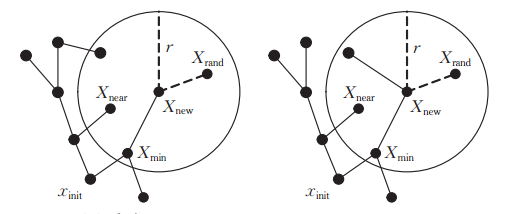 r
X_rand
X_near
X_new
X_min
x_init
r
X_rand
X_near
X_new
X_min
x_init